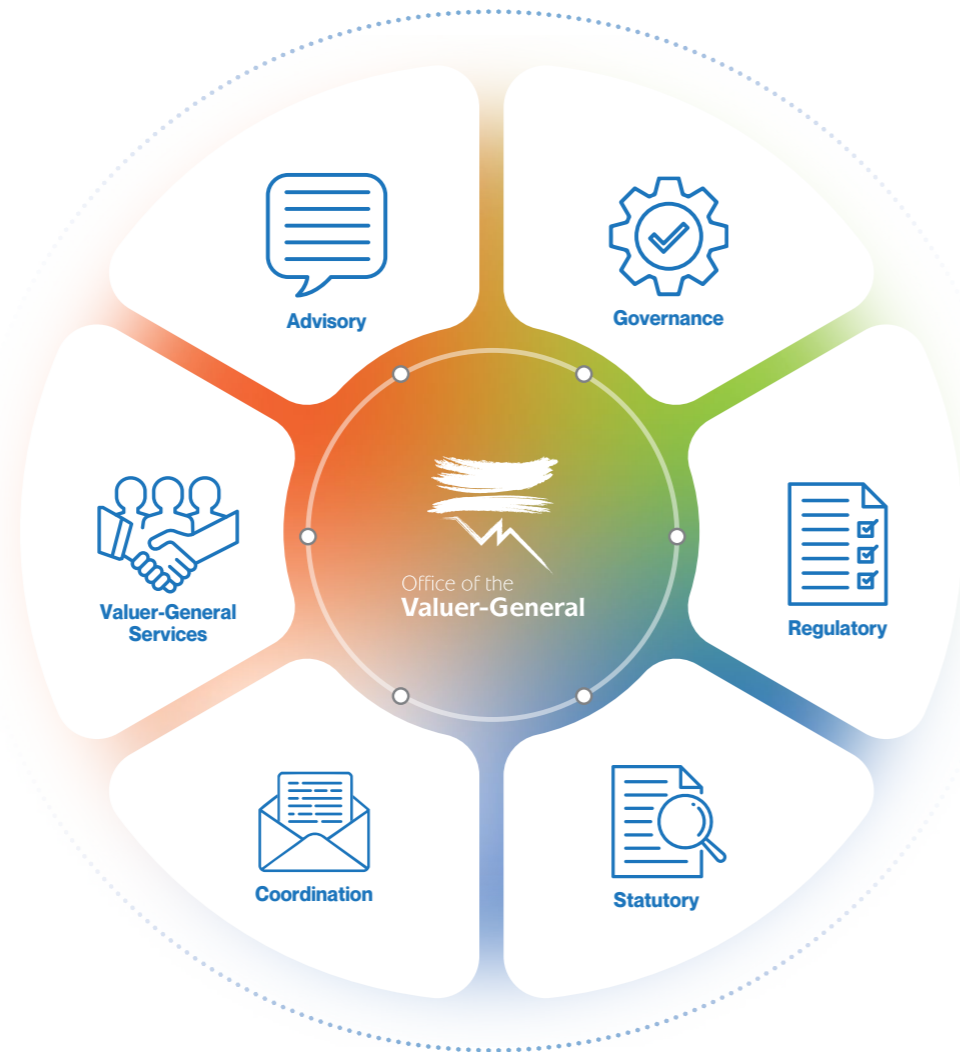 Advisory
Governance
Office of the
Valuer-General
Valuer-General
Services
Regulatory
Coordination
Statutory